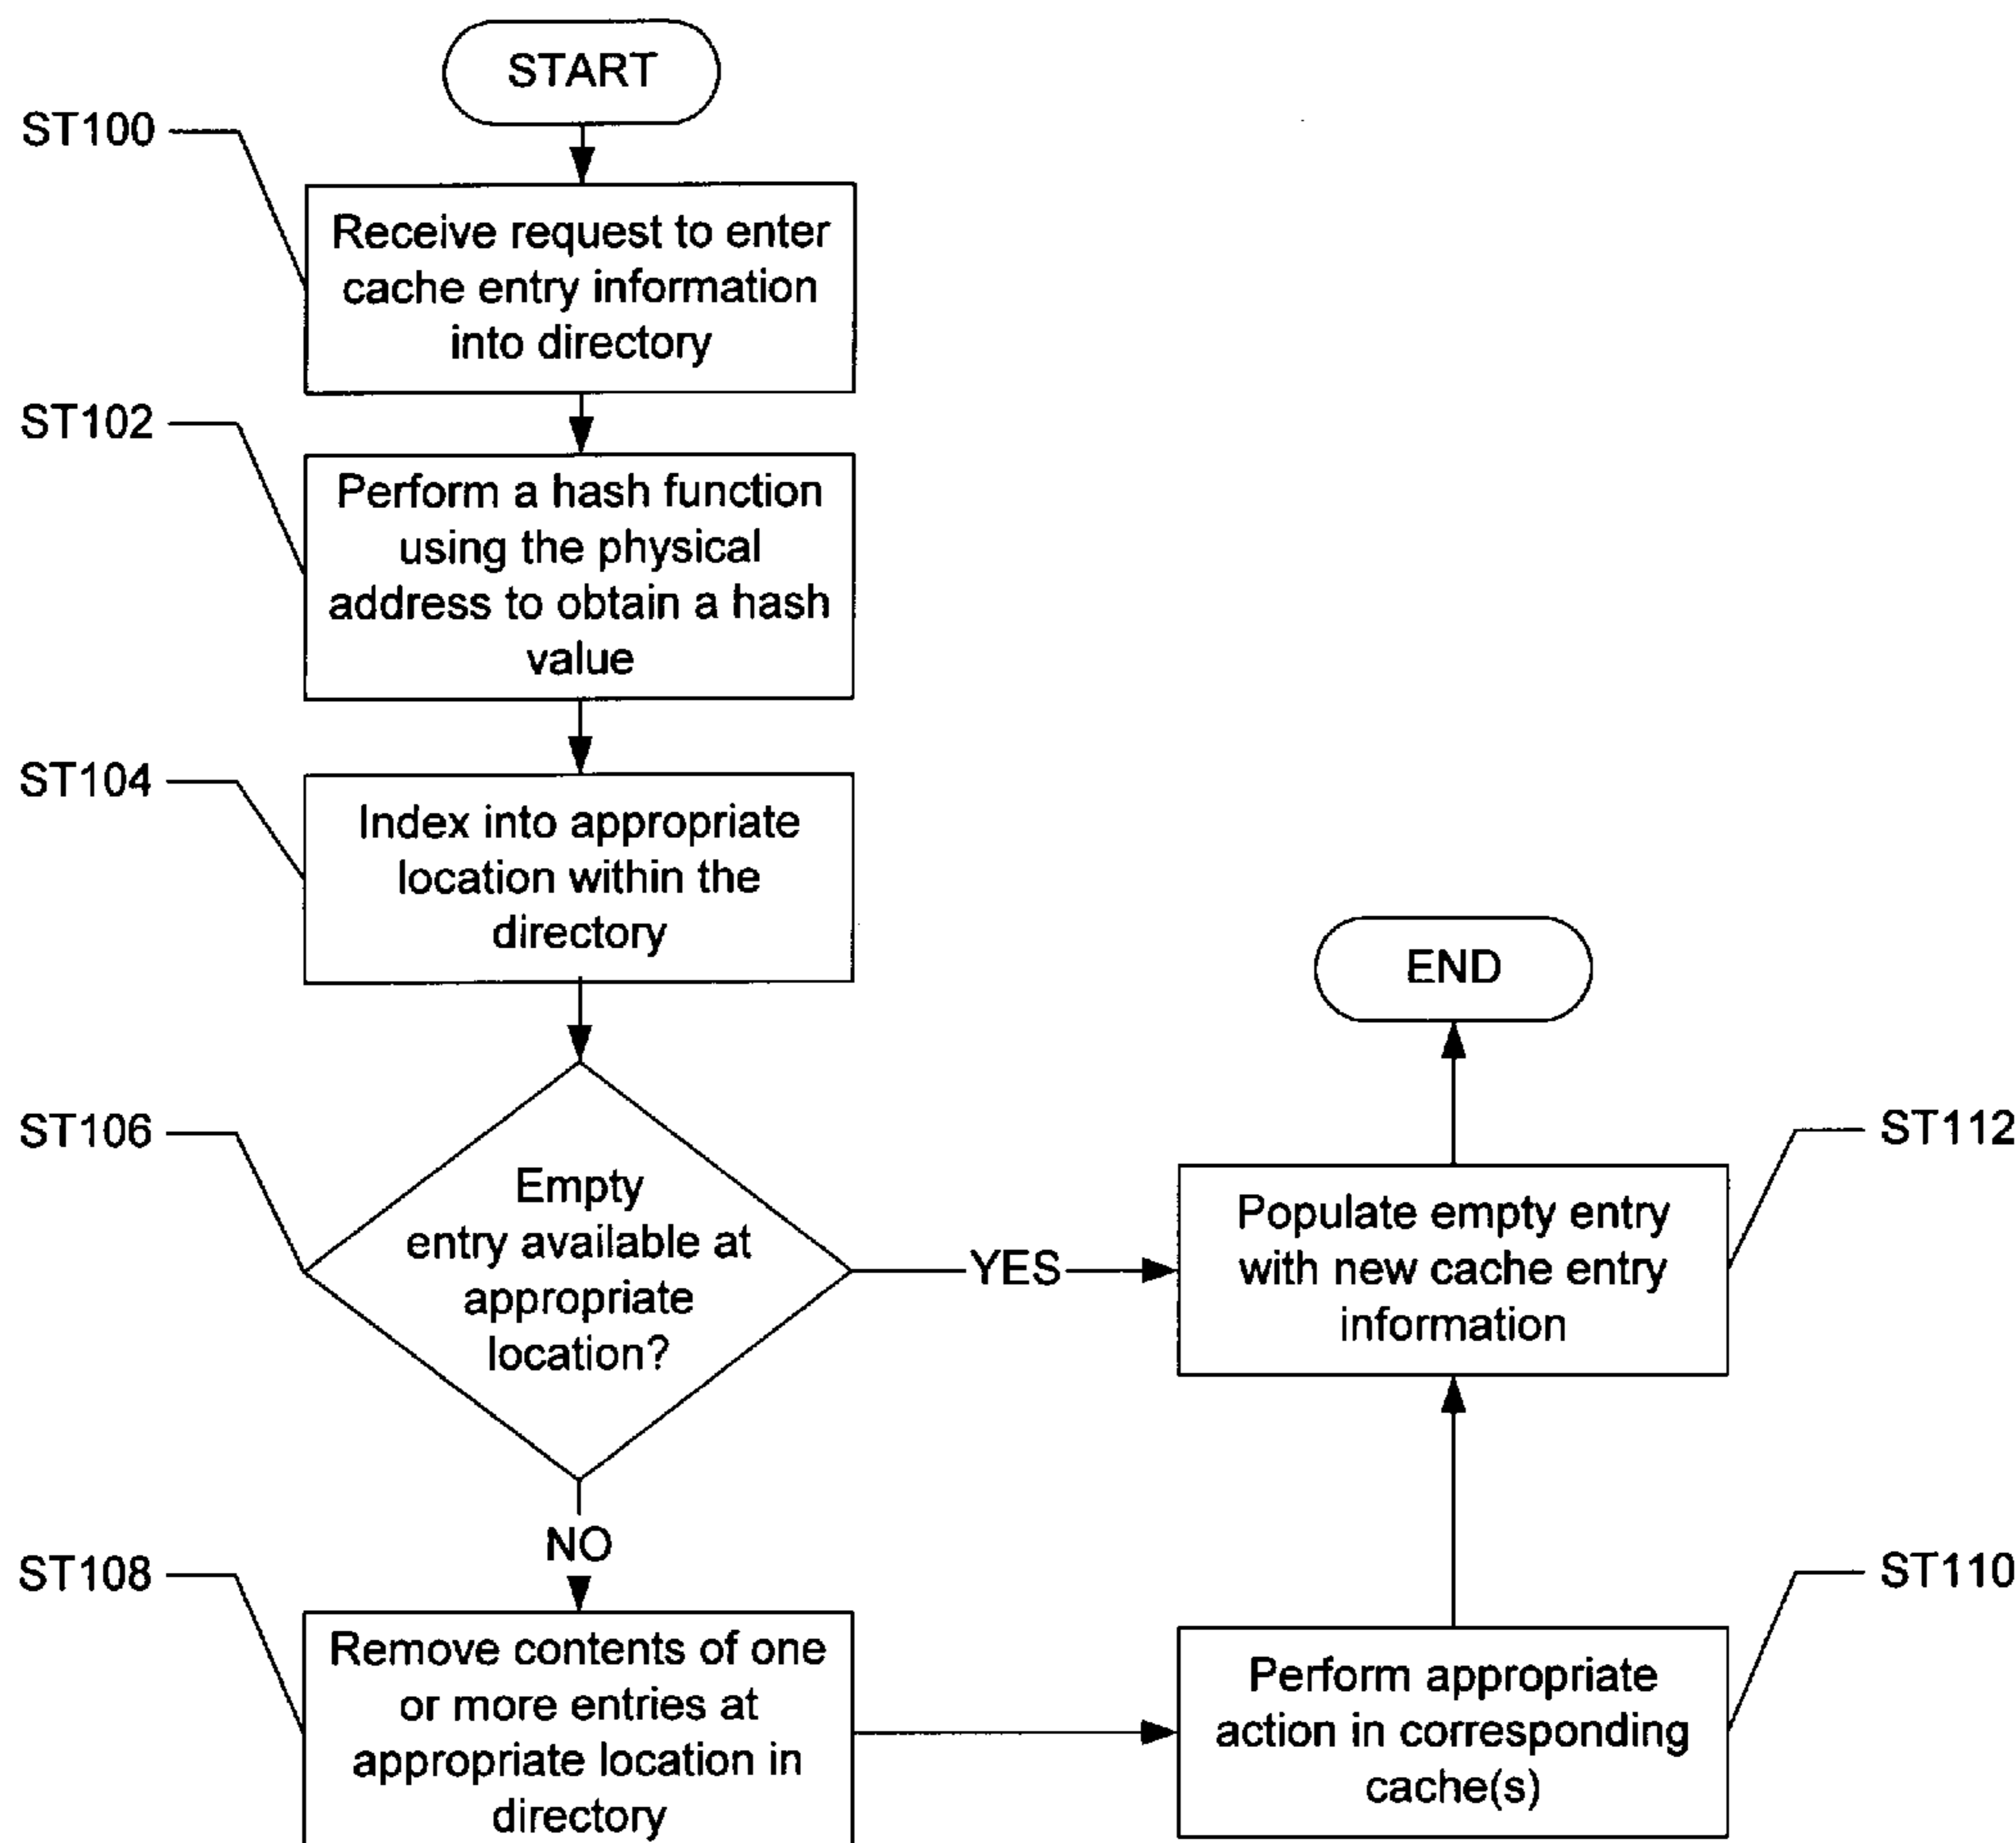 START
ST100
Receive request to enter
cache entry information
into directory
ST102
Perform a hash function
using the physical
address to obtain a hash
value
ST104
Index into appropriate
location within the
directory
ST106
Empty
entry available at
appropriate
location?
YES
NO
ST108
Remove contents of one
or more entries at
appropriate location in
directory
ST110
Perform appropriate
action in corresponding
cache(s)
ST112
Populate empty entry
with new cache entry
information
END